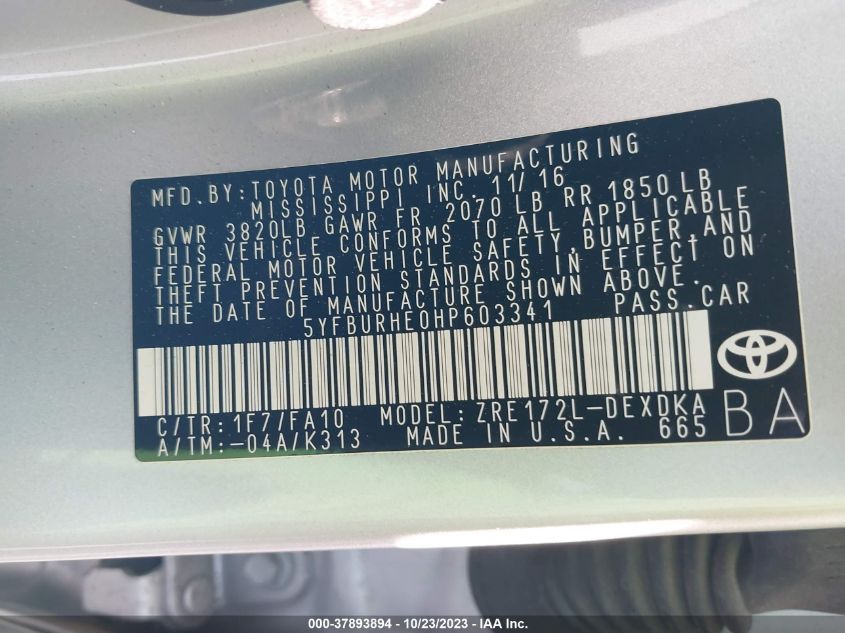 MFD. BY: TOYOTA MOTOR MANUFACTURING
MISSISSIPPI INC. 11/16
GVWR 3820LB GAWR FR 2070 LB RR 1850 LB
THIS VEHICLE CONFORMS TO ALL APPLICABLE
FEDERAL MOTOR VEHICLE SAFETY, BUMPER, AND
THEFT PREVENTION STANDARDS IN EFFECT ON
THE DATE OF MANUFACTURE SHOWN ABOVE.
5YFBURHE0HP603341 PASS. CAR
C/TR: 1F7/FA10 MODEL: ZRE172L-DEXDKA
A/TM: -04A/K313 MADE IN U.S.A. 665
BA
000-37893894 - 10/23/2023 - © IAA Inc.